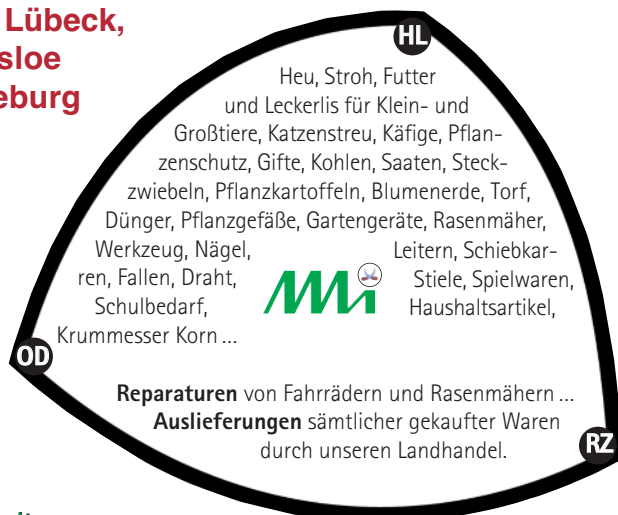 Lübeck,
sloe
eburg
HL
Heu, Stroh, Futter
und Leckerlis für Klein- und
Großtiere, Katzenstreu, Käfige, Pflan-
zenschutz, Gifte, Kohlen, Saaten, Steck-
zwiebeln, Pflanzkartoffeln, Blumenerde, Torf,
Dünger, Pflanzgefäße, Gartengeräte, Rasenmäher,
Werkzeug, Nägel, Leitern, Schiebkar-
ren, Fallen, Draht, Stiele, Spielwaren,
Schulbedarf, Haushaltsartikel,
Krummesser Korn ...
OD
Reparaturen von Fahrrädern und Rasenmähern ...
Auslieferungen sämtlicher gekaufter Waren
durch unseren Landhandel.
RZ